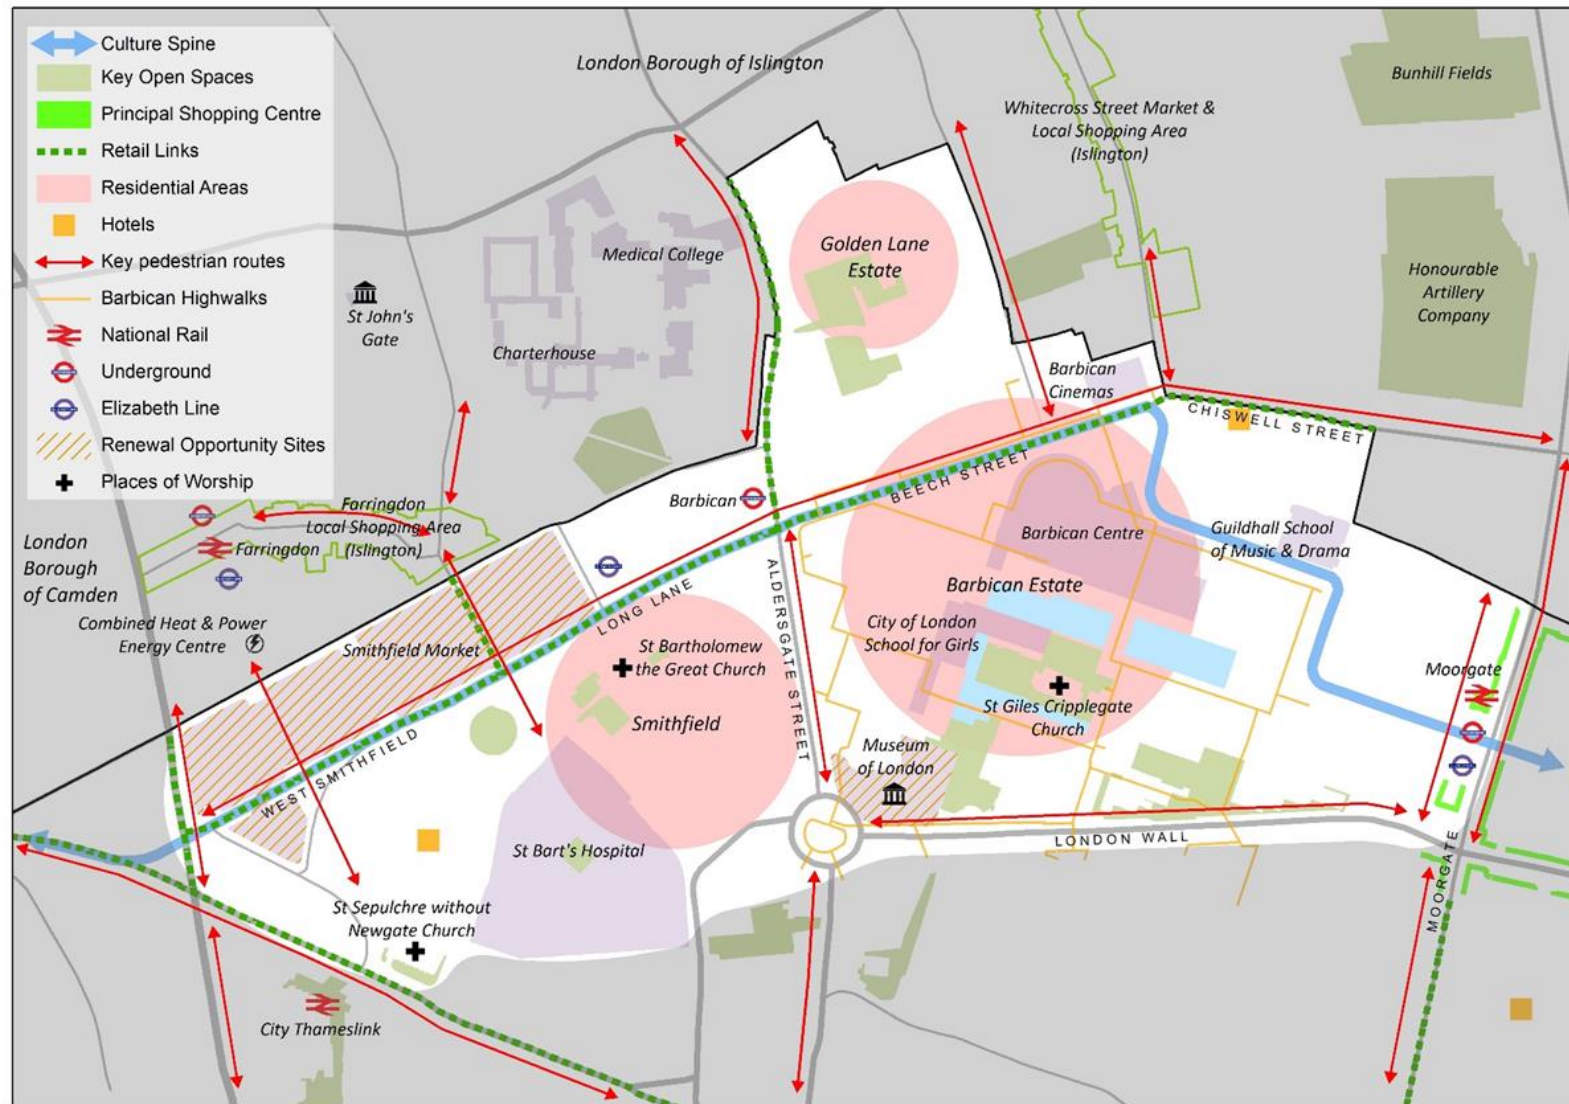 Culture Spine
Key Open Spaces
Principal Shopping Centre
Retail Links
Residential Areas
Hotels
Key pedestrian routes
Barbican Highwalks
National Rail
Underground
Elizabeth Line
Renewal Opportunity Sites
Places of Worship
London Borough of Islington
Whitecross Street Market &
Local Shopping Area
(Islington)
Bunhill Fields
Golden Lane
Estate
Medical College
Honourable
Artillery
Company
St John's
Gate
Charterhouse
Barbican
Cinemas
CHISWELL STREET
BEECH STREET
Barbican
Farringdon
Local Shopping Area
(Islington)
Farringdon
London
Borough
of Camden
Barbican Centre
Guildhall School
of Music & Drama
Barbican Estate
ALDERSGATE STREET
LONG LANE
City of London
School for Girls
Combined Heat & Power
Energy Centre
Smithfield Market
St Bartholomew
the Great Church
Moorgate
St Giles Cripplegate
Church
Smithfield
WEST SMITHFIELD
Museum
of London
LONDON WALL
St Bart's Hospital
MOORGATE
St Sepulchre without
Newgate Church
City Thameslink